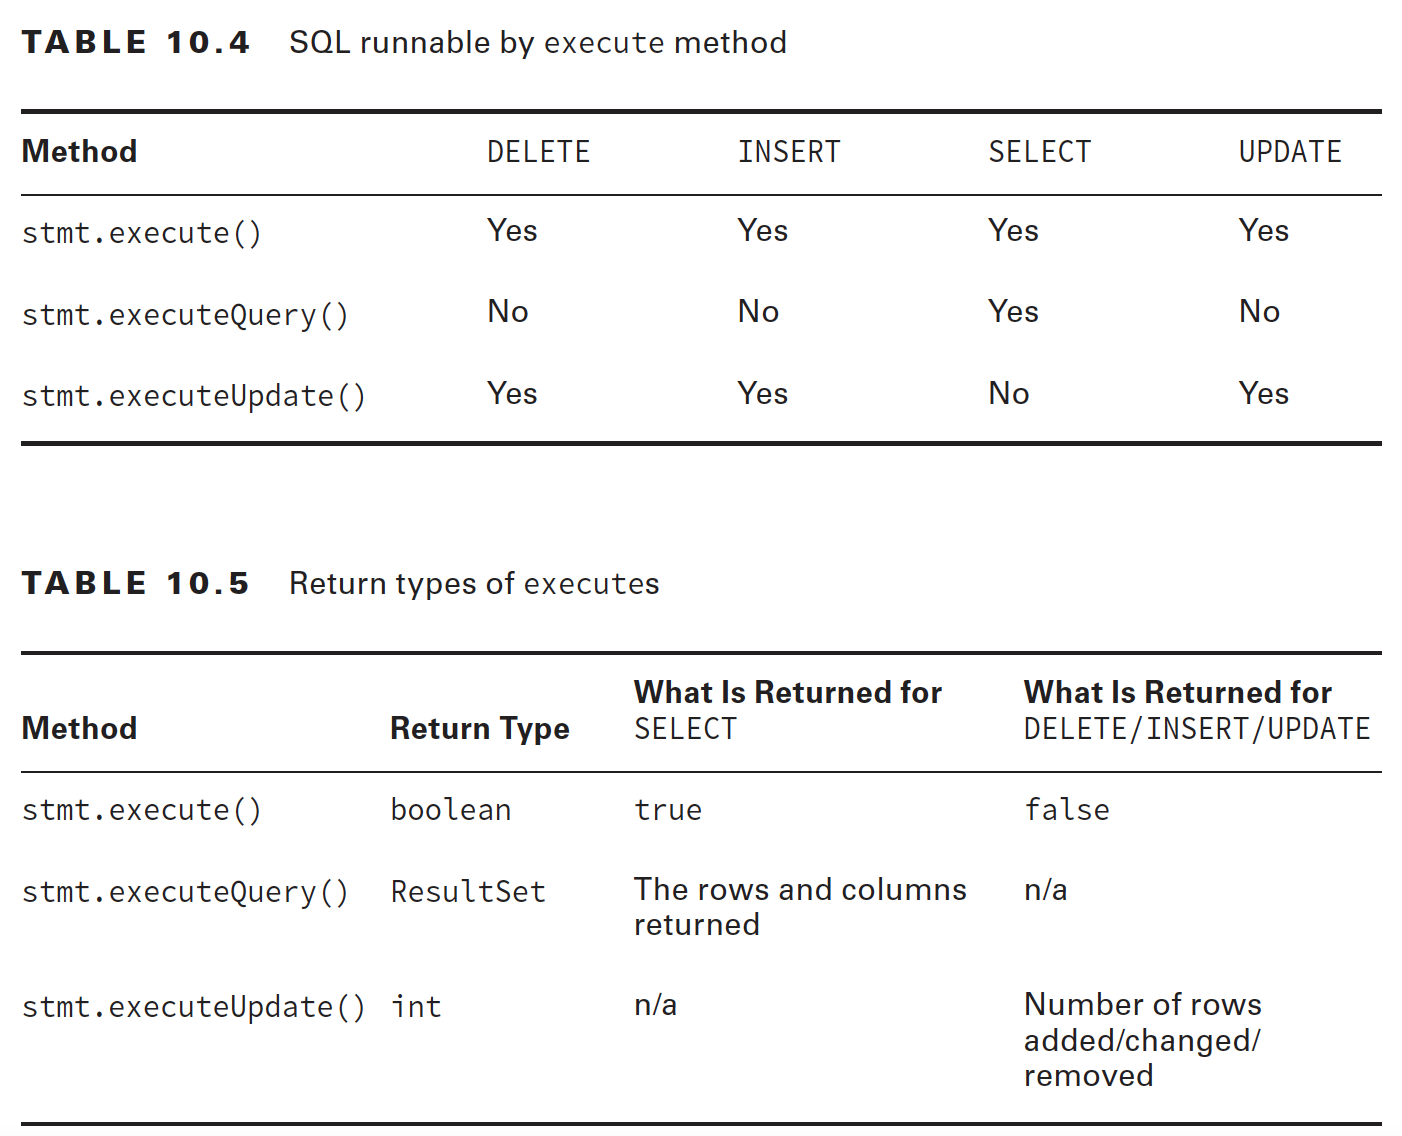 TABLE 10.4 SQL runnable by execute method
Method DELETE INSERT SELECT UPDATE
stmt.execute() Yes Yes Yes Yes
stmt.executeQuery() No No Yes No
stmt.executeUpdate() Yes Yes No Yes
TABLE 10.5 Return types of executes
What Is Returned for What Is Returned for
Method Return Type SELECT DELETE/INSERT/UPDATE
stmt.execute() boolean true false
stmt.executeQuery() ResultSet The rows and columns n/a
returned
stmt.executeUpdate() int n/a Number of rows
added/changed/
removed